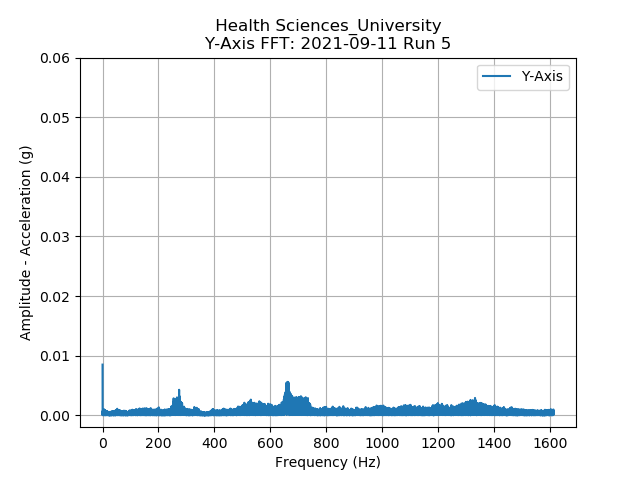 Health Sciences_University
Y-Axis FFT: 2021-09-11 Run 5
Y-Axis
0.06
0.05
0.04
0.03
0.02
0.01
0.00
Amplitude - Acceleration (g)
0 200 400 600 800 1000 1200 1400 1600
Frequency (Hz)